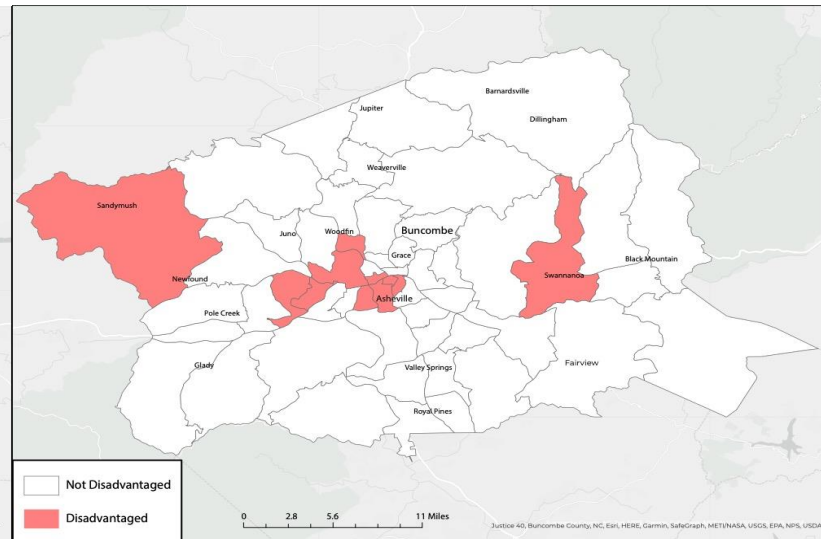 Barnardsville
Jupiter
Dillingham
Weaverville
Sandymush
Juno
Woodfin
Buncombe
Grace
Black Mountain
Newfound
Swannanoa
Asheville
Pole Creek
Glady
Valley Springs
Fairview
Royal Pines
Not Disadvantaged
Disadvantaged
0 2.8 5.6 11 Miles
Justice 40, Buncombe County, NC, Esri, HERE, Garmin, SafeGraph, METI/NASA, USGS, EPA, NPS, USDA